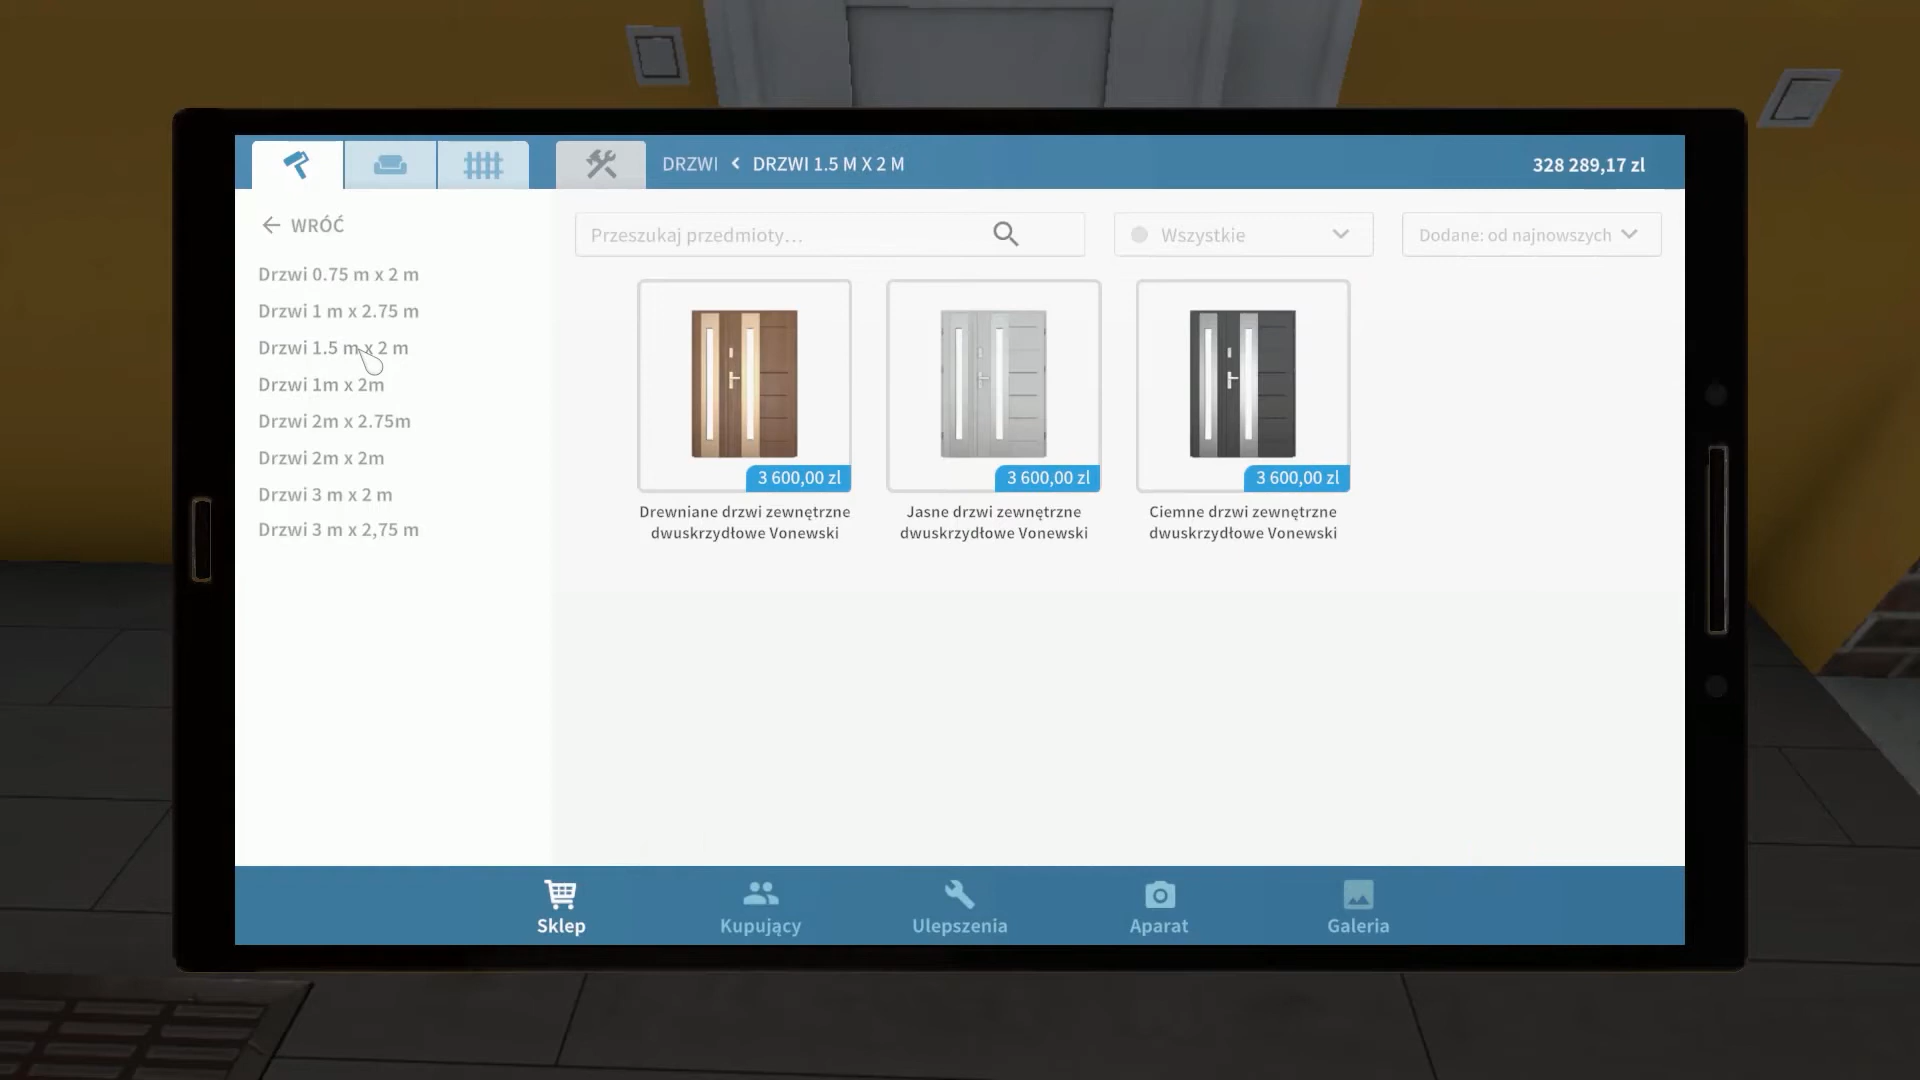 DRZWI < DRZWI 1.5 M X 2 M
328 289,17 zl
WRÓĆ
Drzwi 0.75 m x 2 m
Drzwi 1 m x 2.75 m
Drzwi 1.5 m x 2 m
Drzwi 1m x 2m
Drzwi 2m x 2.75m
Drzwi 2m x 2m
Drzwi 3 m x 2 m
Drzwi 3 m x 2,75 m
Przeszukaj przedmioty...
Wszystkie
Dodane: od najnowszych
3 600,00 zl
Drewniane drzwi zewnętrzne
dwuskrzydłowe Vonewski
3 600,00 zl
Jasne drzwi zewnętrzne
dwuskrzydłowe Vonewski
3 600,00 zl
Ciemne drzwi zewnętrzne
dwuskrzydłowe Vonewski
Sklep
Kupujący
Ulepszenia
Aparat
Galeria